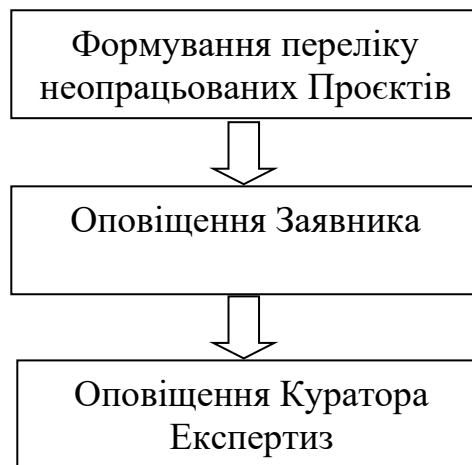 Формування переліку
неопрацьованих Проєктів
Оповіщення Заявника
Оповіщення Куратора
Експертиз